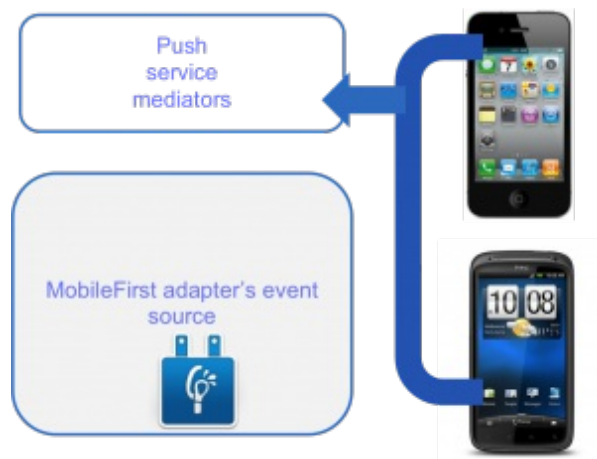 Push
service
mediators
MobileFirst adapter's event
source
10 08